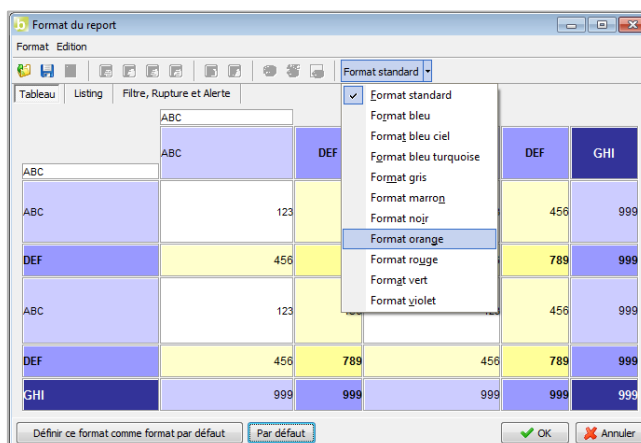 Format du report
Format Edition
Format standard
Tableau Listing Filtre, Rupture et Alerte
Format standard
Format bleu
Format bleu ciel
Format bleu turquoise
Format gris
Format marron
Format noir
Format orange
Format rouge
Format vert
Format violet
ABC
ABC DEF DEF GHI
ABC
ABC 123 456 999
DEF 456 789 999
ABC 123 456 999
DEF 456 789 456 789 999
GHI 999 999 999 999 999
Définir ce format comme format par défaut Par défaut OK Annuler